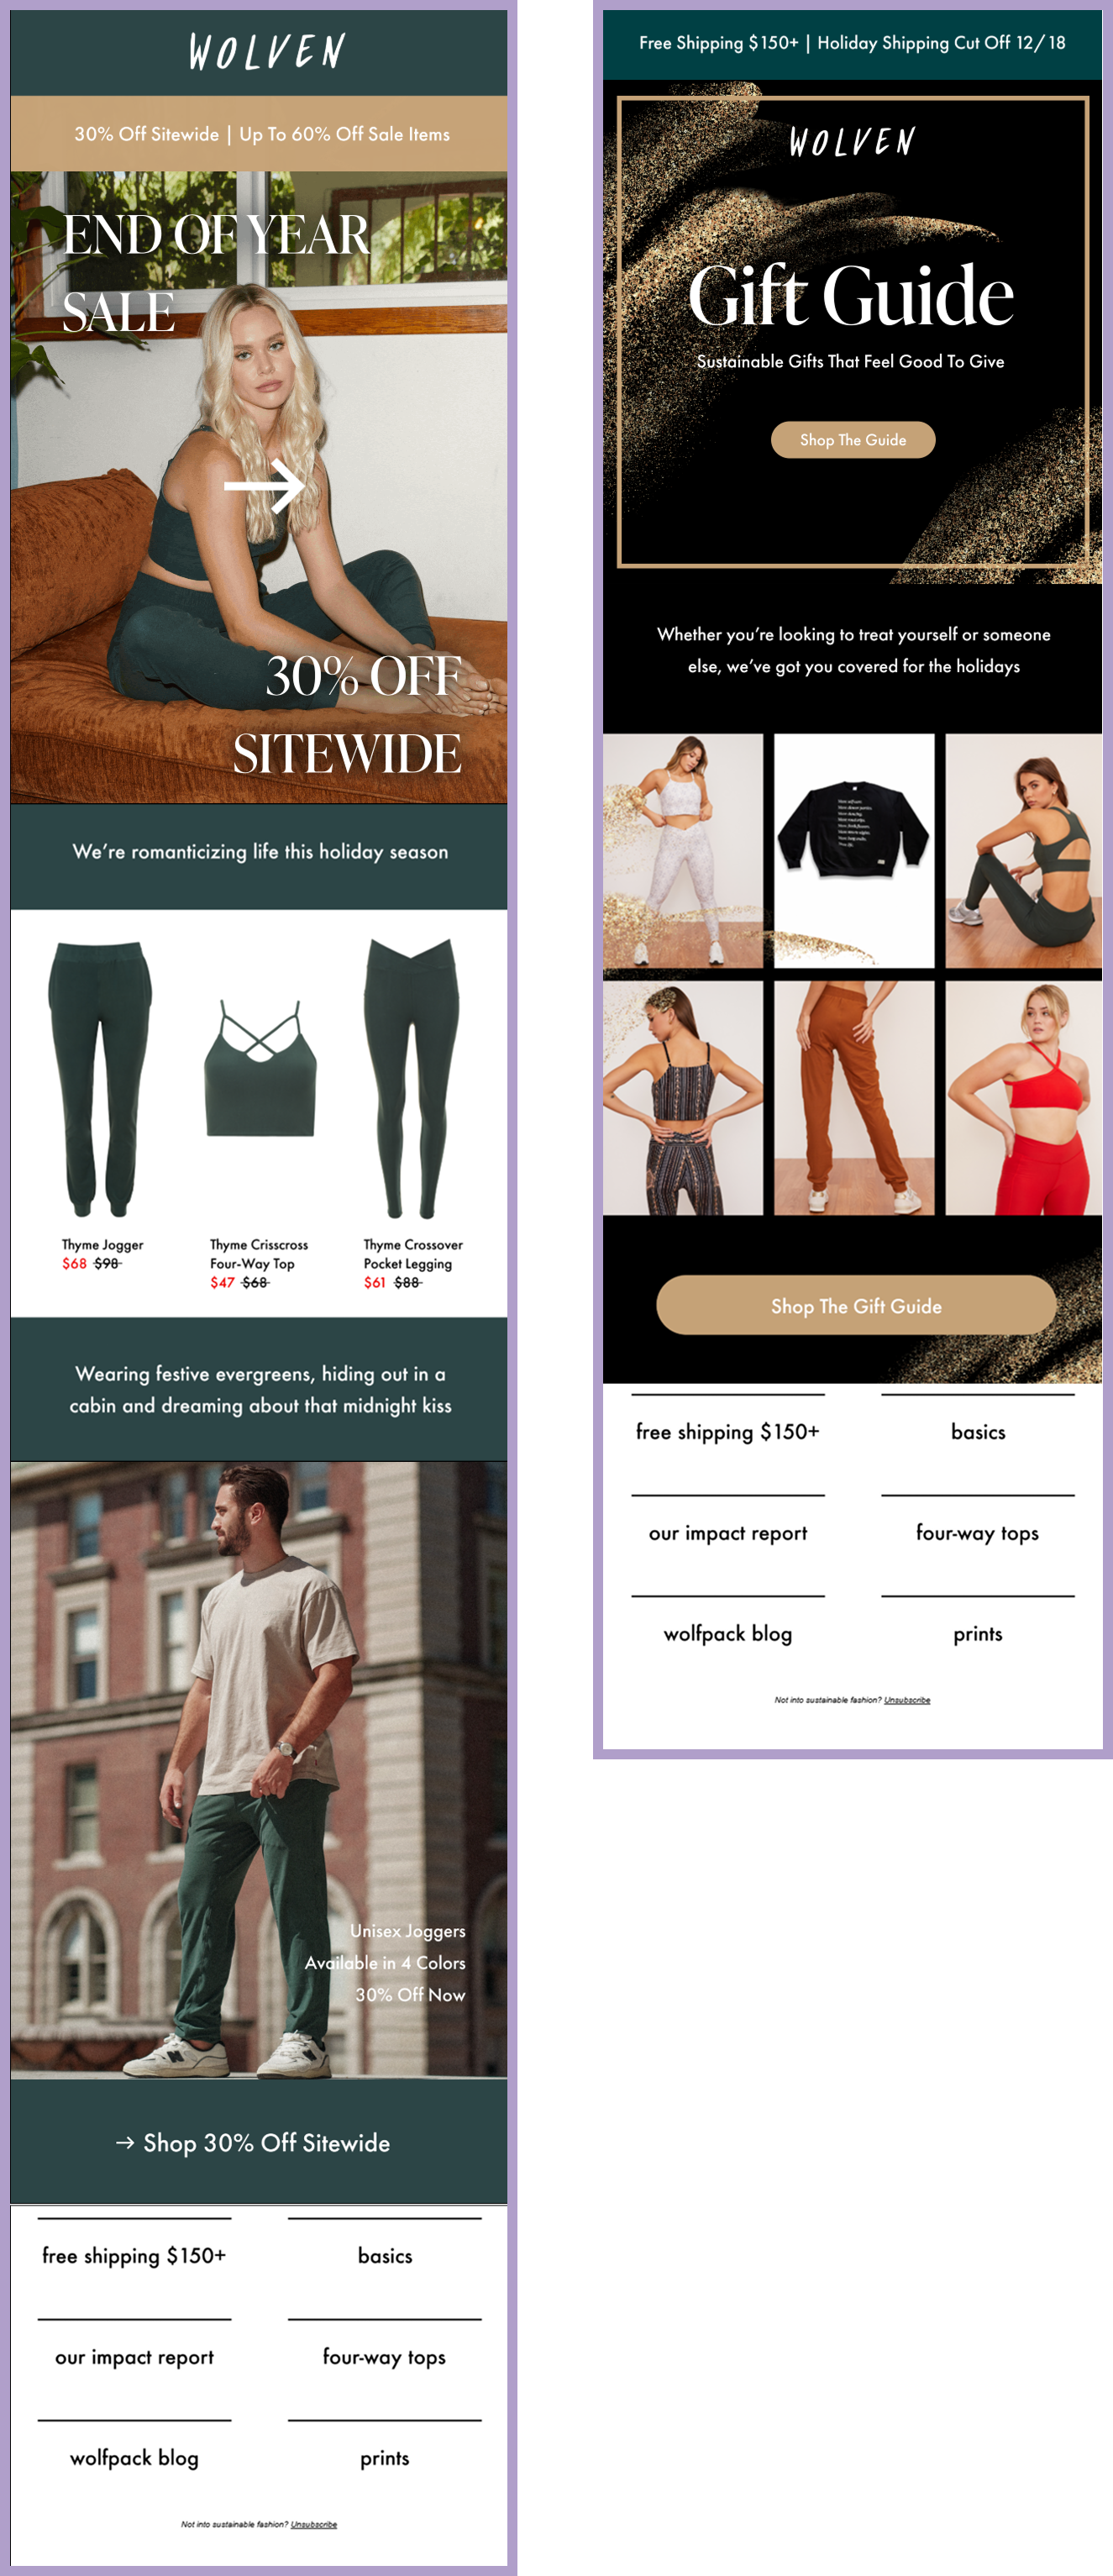 WOLVEN
30% Off Sitewide | Up To 60% Off Sale Items
END OF YEAR
SALE
30% OFF
SITEWIDE
We're romanticizing life this holiday season
Thyme Jogger
$68 $98
Thyme Crisscross
Four-Way Top
$47 $68
Thyme Crossover
Pocket Legging
$61 $88
Wearing festive evergreens, hiding out in a
cabin and dreaming about that midnight kiss
Unisex Joggers
Available in 4 Colors
30% Off Now
→ Shop 30% Off Sitewide
free shipping $150+
basics
our impact report
four-way tops
wolfpack blog
prints
Not into sustainable fashion? Unsubscribe
Free Shipping $150+ | Holiday Shipping Cut Off 12/18
WOLVEN
Gift Guide
Sustainable Gifts That Feel Good To Give
Shop The Guide
Whether you're looking to treat yourself or someone
else, we've got you covered for the holidays
Shop The Gift Guide
free shipping $150+
basics
our impact report
four-way tops
wolfpack blog
prints
Not into sustainable fashion? Unsubscribe